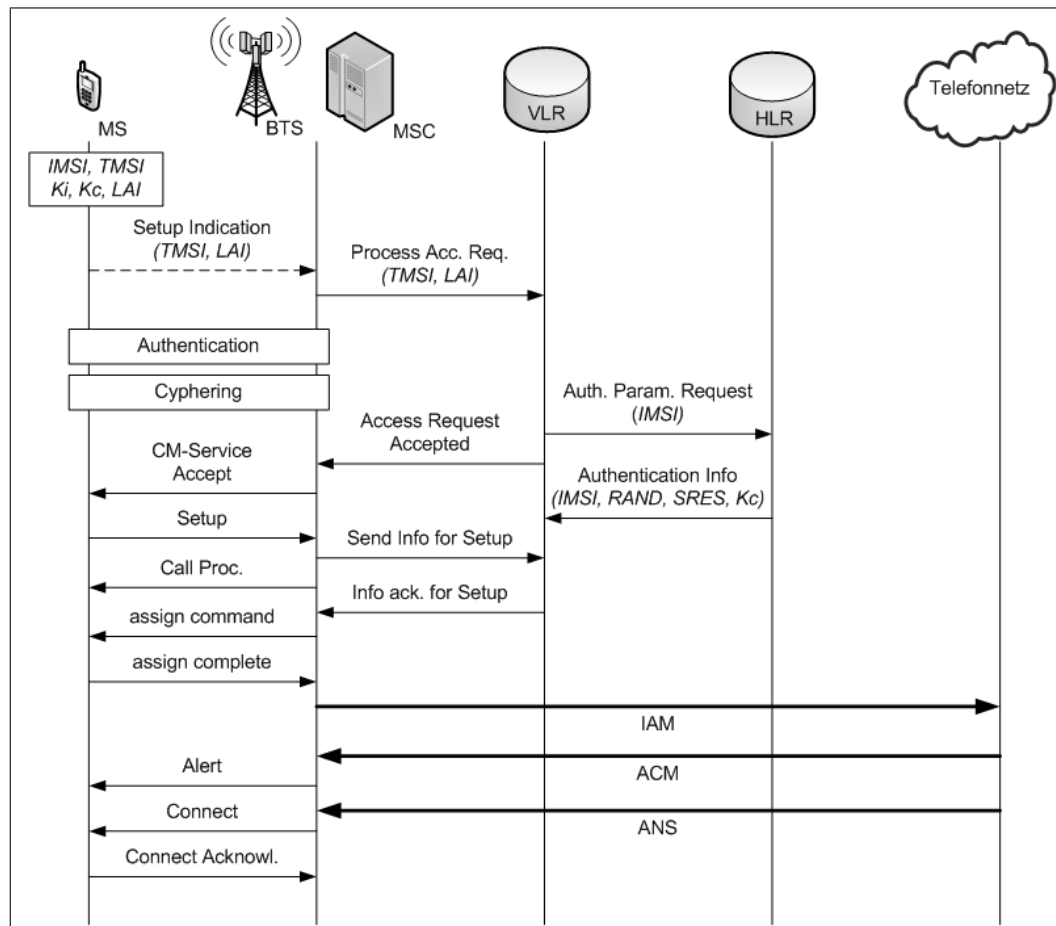 MS
BTS
MSC
VLR
HLR
Telefonnetz
IMSI, TMSI
Ki, Kc, LAI
Setup Indication
(TMSI, LAI)
Process Acc. Req.
(TMSI, LAI)
Authentication
Cyphering
Auth. Param. Request
(IMSI)
Access Request
Accepted
CM-Service
Accept
Authentication Info
(IMSI, RAND, SRES, Kc)
Setup
Send Info for Setup
Call Proc.
Info ack. for Setup
assign command
assign complete
IAM
Alert
ACM
Connect
ANS
Connect Acknowl.